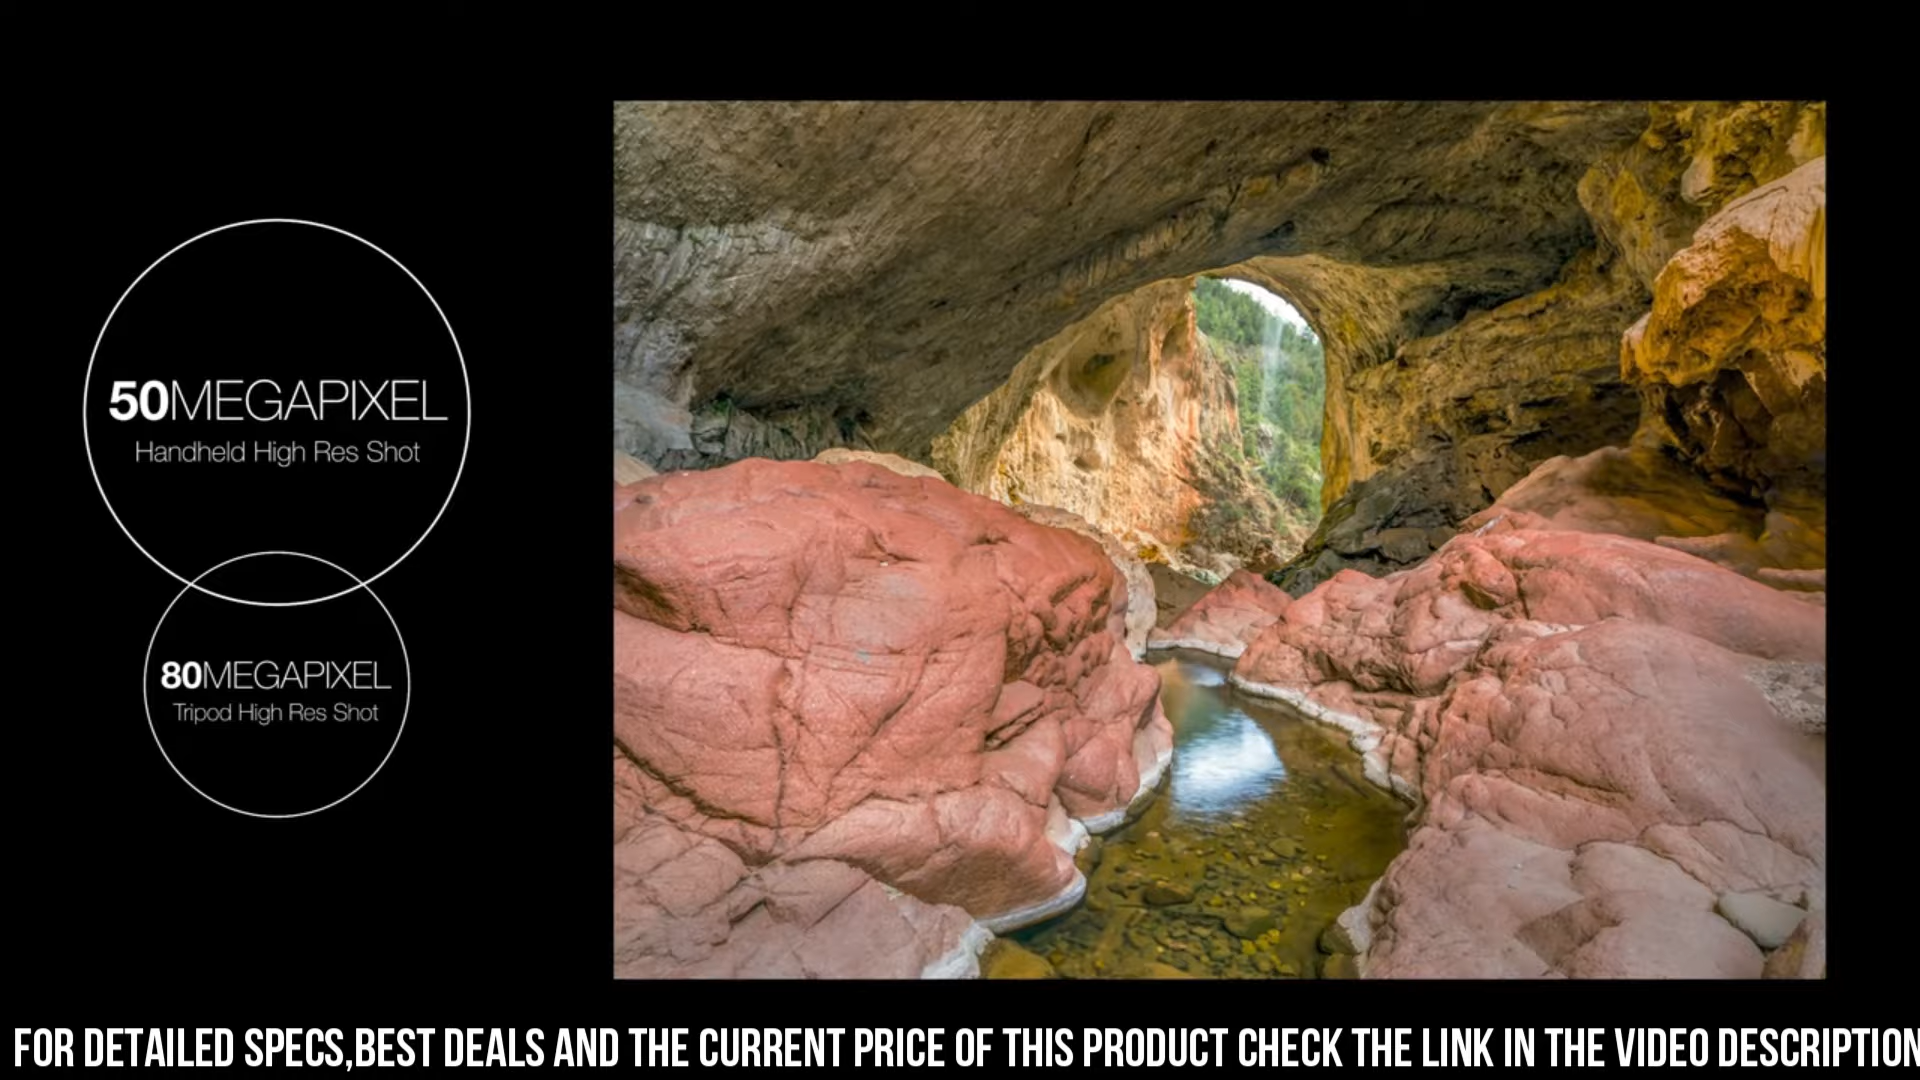 50MEGAPIXEL
Handheld High Res Shot
80MEGAPIXEL
Tripod High Res Shot
FOR DETAILED SPECS,BEST DEALS AND THE CURRENT PRICE OF THIS PRODUCT CHECK THE LINK IN THE VIDEO DESCRIPTION